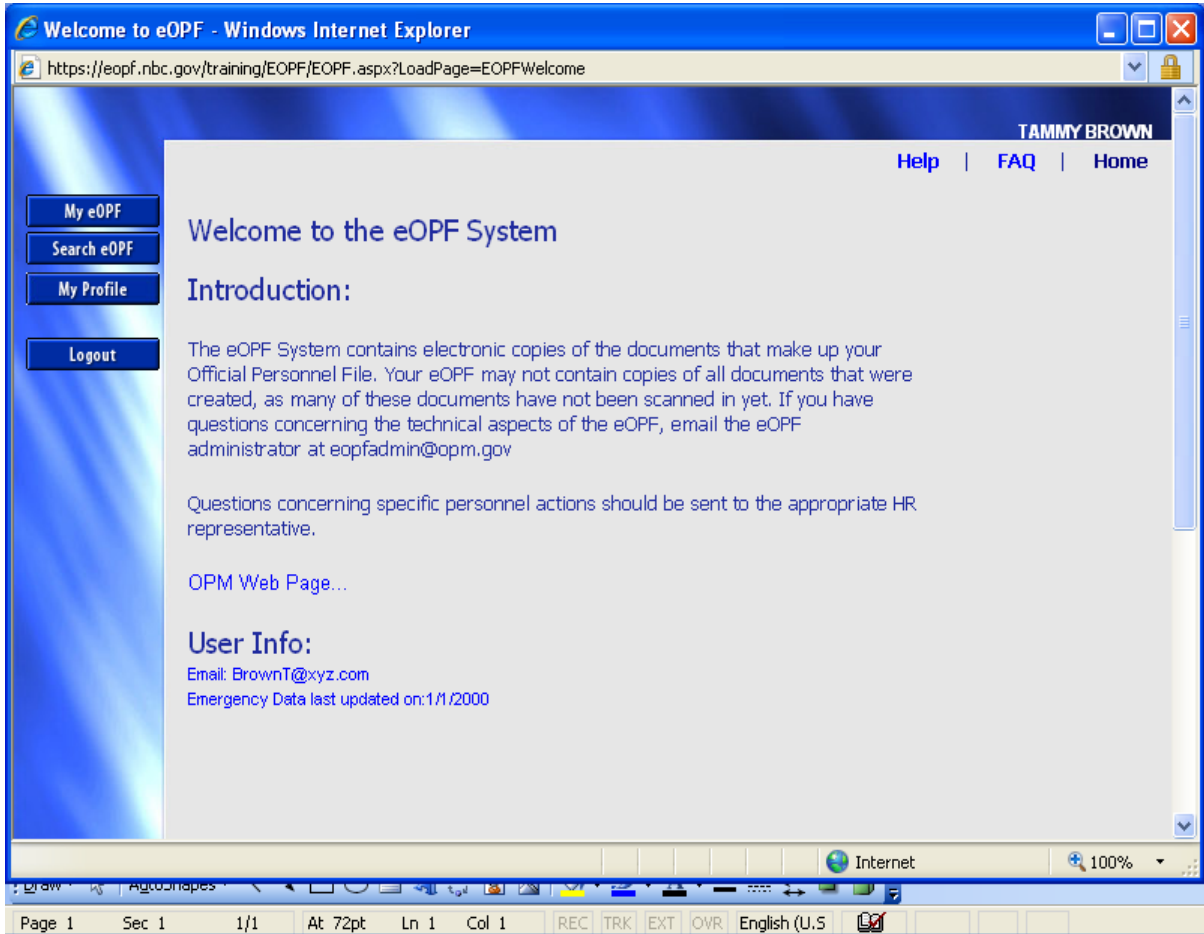 Welcome to eOPF - Windows Internet Explorer
https://eopf.nbc.gov/training/EOPF/EOPF.aspx?LoadPage=EOPFWelcome
TAMMY BROWN
Help | FAQ | Home
My eOPF
Search eOPF
My Profile
Logout
Welcome to the eOPF System
Introduction:
The eOPF System contains electronic copies of the documents that make up your
Official Personnel File. Your eOPF may not contain copies of all documents that were
created, as many of these documents have not been scanned in yet. If you have
questions concerning the technical aspects of the eOPF, email the eOPF
administrator at eopfadmin@opm.gov
Questions concerning specific personnel actions should be sent to the appropriate HR
representative.
OPM Web Page...
User Info:
Email: BrownT@xyz.com
Emergency Data last updated on:1/1/2000
Internet 100%
Draw AutoShapes
Page 1 Sec 1 1/1 At 72pt Ln 1 Col 1 REC TRK EXT OVR English (U.S